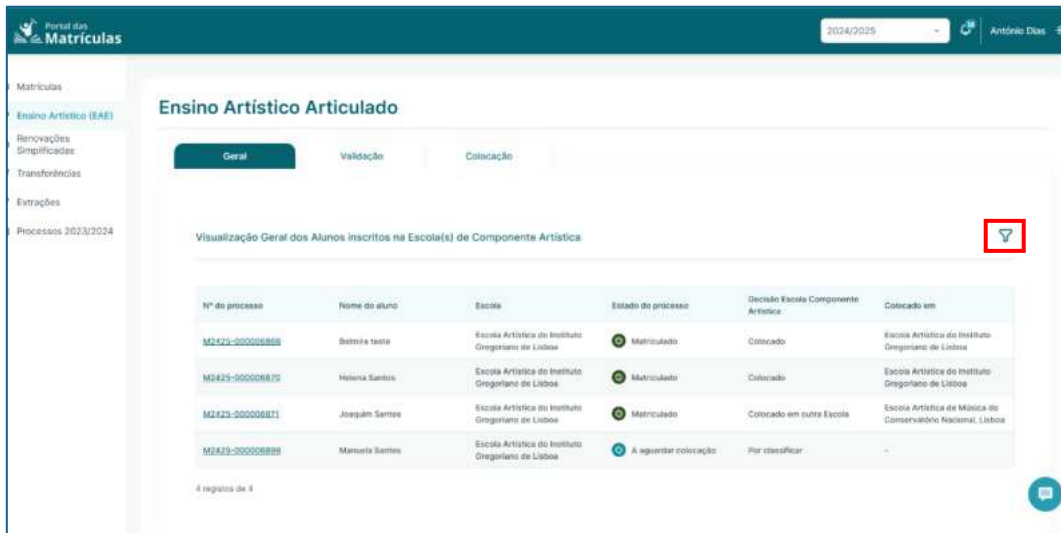 Portal das
Matrículas
2024/2025
António Dias
Matrículas
Ensino Artístico (EAE)
Renovações
Simplificadas
Transferências
Extrações
Processos 2023/2024
Ensino Artístico Articulado
Geral Validação Colocação
Visualização Geral dos Alunos inscritos na Escola(s) de Componente Artística
Nº do processo Nome do aluno Escola Estado do processo Decisão Escola Componente Artística Colocado em
M2425-000006868 Belmira teste Escola Artística do Instituto Gregoriano de Lisboa Matriculado Colocado Escola Artística do Instituto Gregoriano de Lisboa
M2425-000006870 Helena Santos Escola Artística do Instituto Gregoriano de Lisboa Matriculado Colocado Escola Artística do Instituto Gregoriano de Lisboa
M2425-000006871 Joaquim Santos Escola Artística do Instituto Gregoriano de Lisboa Matriculado Colocado em outra Escola Escola Artística de Música do Conservatório Nacional, Lisboa
M2425-000006899 Manuela Santos Escola Artística do Instituto Gregoriano de Lisboa A aguardar colocação Por classificar -
4 registos de 4